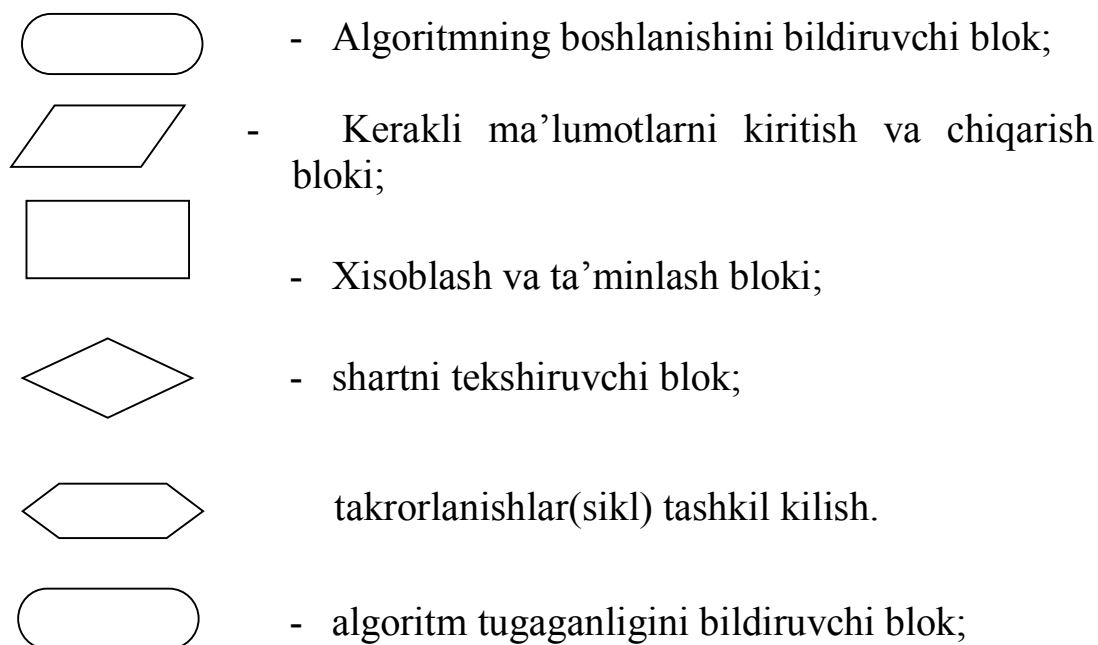 - Algoritmning boshlanishini bildiruvchi blok;
- Kerakli ma’lumotlarni kiritish va chiqarish
bloki;
- Xisoblash va ta’minlash bloki;
- shartni tekshiruvchi blok;
takrorlanishlar(sikl) tashkil kilish.
- algoritm tugaganligini bildiruvchi blok;